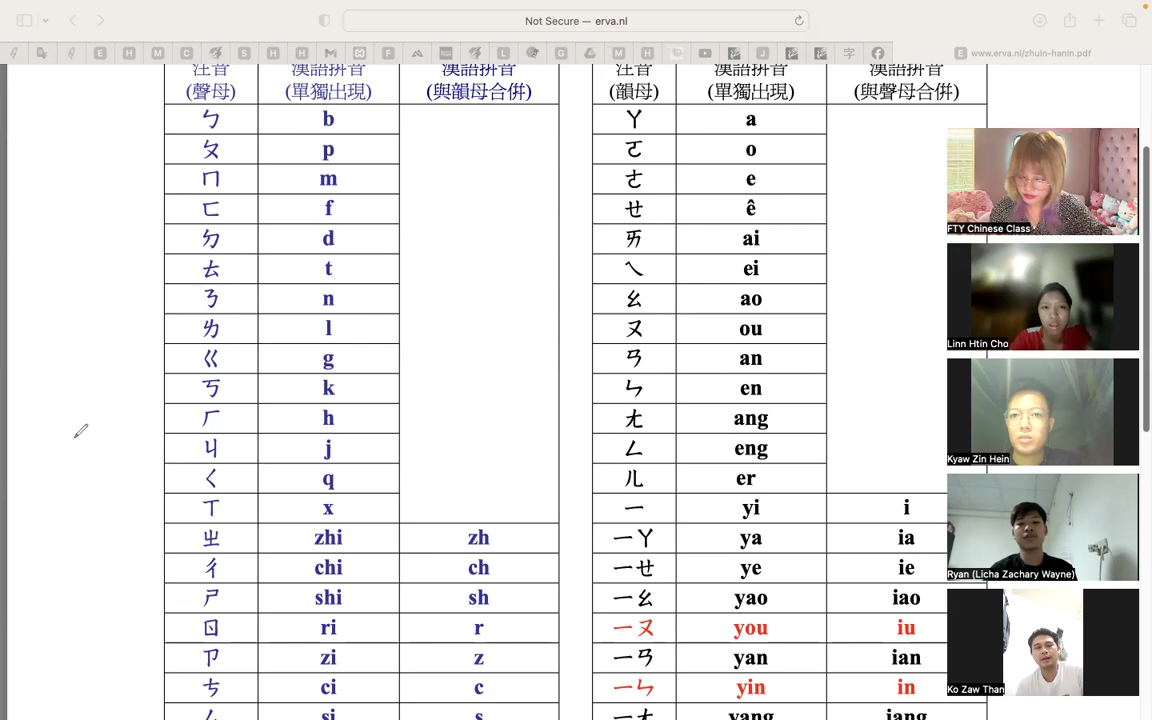 Not Secure — erva.nl
www.erva.nl/zhuin-hanin.pdf
注音 漢語拼音 漢語拼音 注音 漢語拼音 漢語拼音
(聲母) (單獨出現) (與韻母合併) (韻母) (單獨出現) (與聲母合併)
ㄅ b ㄚ a
ㄆ p ㄛ o
ㄇ m ㄜ e
ㄈ f ㄝ ê
ㄉ d ㄞ ai
ㄊ t ㄟ ei
ㄋ n ㄠ ao
ㄌ l ㄡ ou
ㄍ g ㄢ an
ㄎ k ㄣ en
ㄏ h ㄤ ang
ㄐ j ㄥ eng
ㄑ q ㄦ er
ㄒ x ㄧ yi i
ㄓ zhi zh ㄧㄚ ya ia
ㄔ chi ch ㄧㄝ ye ie
ㄕ shi sh ㄧㄠ yao iao
ㄖ ri r ㄧㄡ you iu
ㄗ zi z ㄧㄢ yan ian
ㄘ ci c ㄧㄣ yin in
ㄙ si s ㄧㄤ yang iang
FTY Chinese Class
Linn Htin Cho
Kyaw Zin Hein
Ryan (Licha Zachary Wayne)
Ko Zaw Than